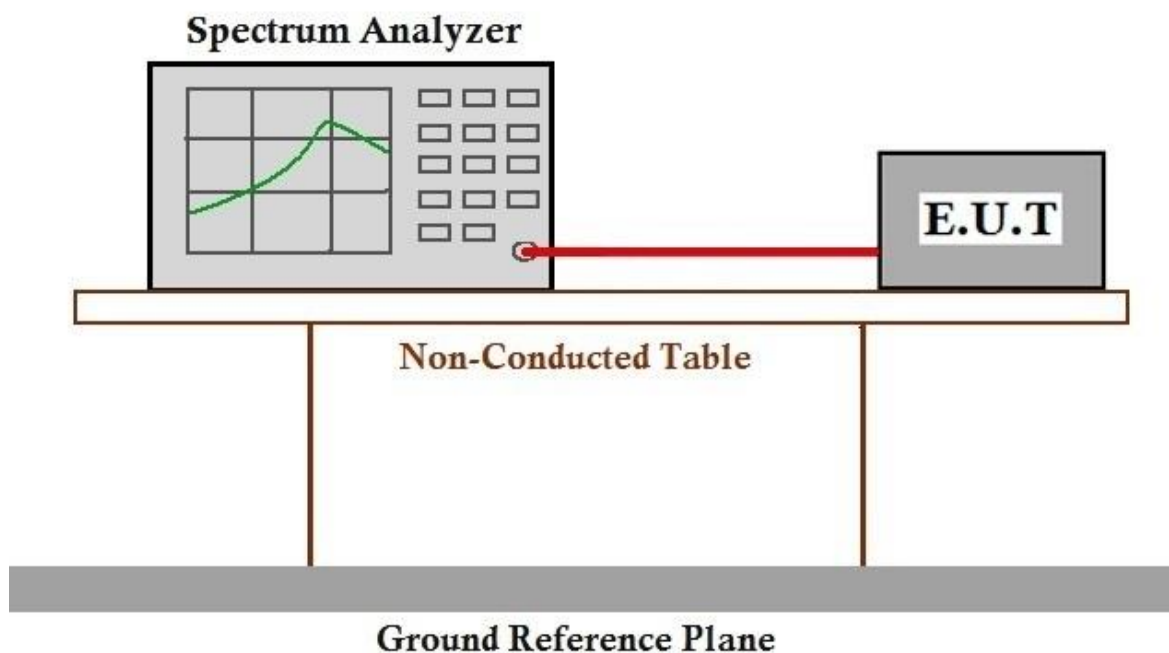 Spectrum Analyzer
E.U.T
Non-Conducted Table
Ground Reference Plane